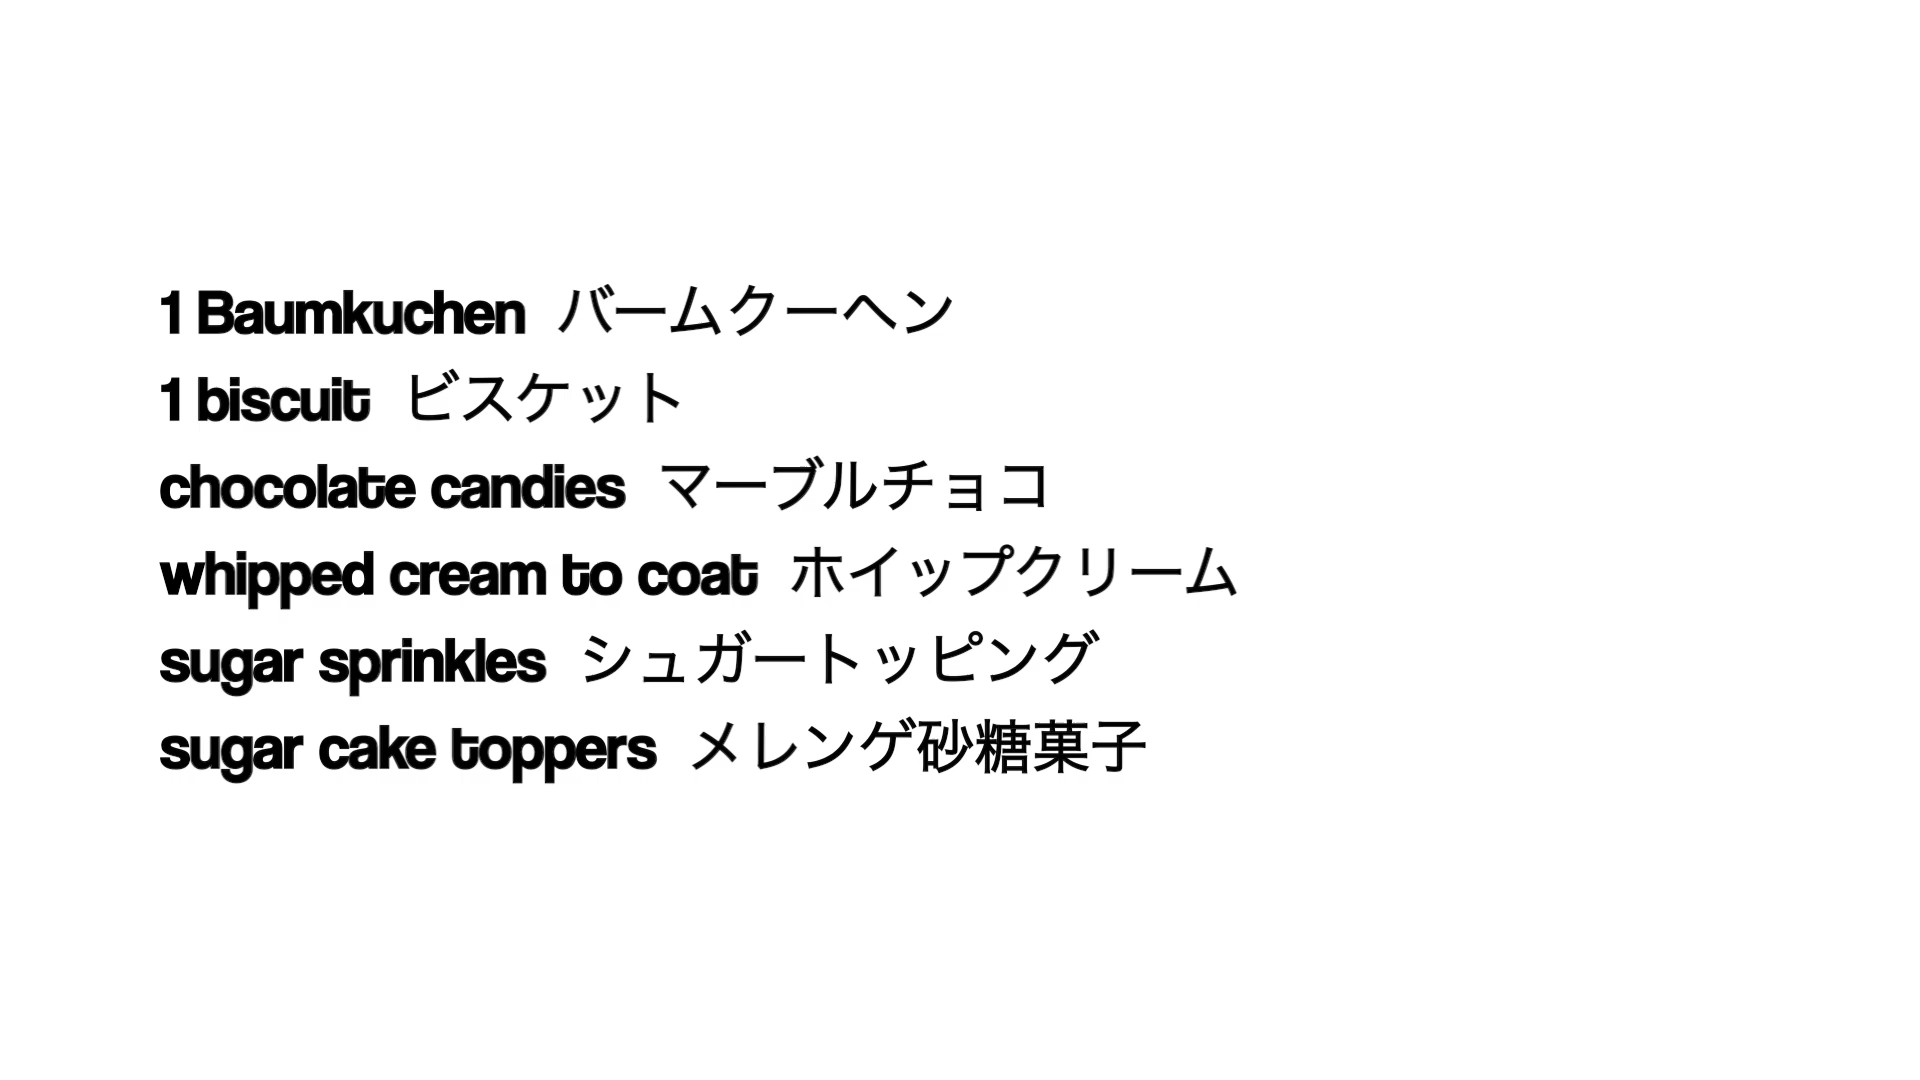 1 Baumkuchen バームクーヘン
1 biscuit ビスケット
chocolate candies マーブルチョコ
whipped cream to coat ホイップクリーム
sugar sprinkles シュガートッピング
sugar cake toppers メレンゲ砂糖菓子